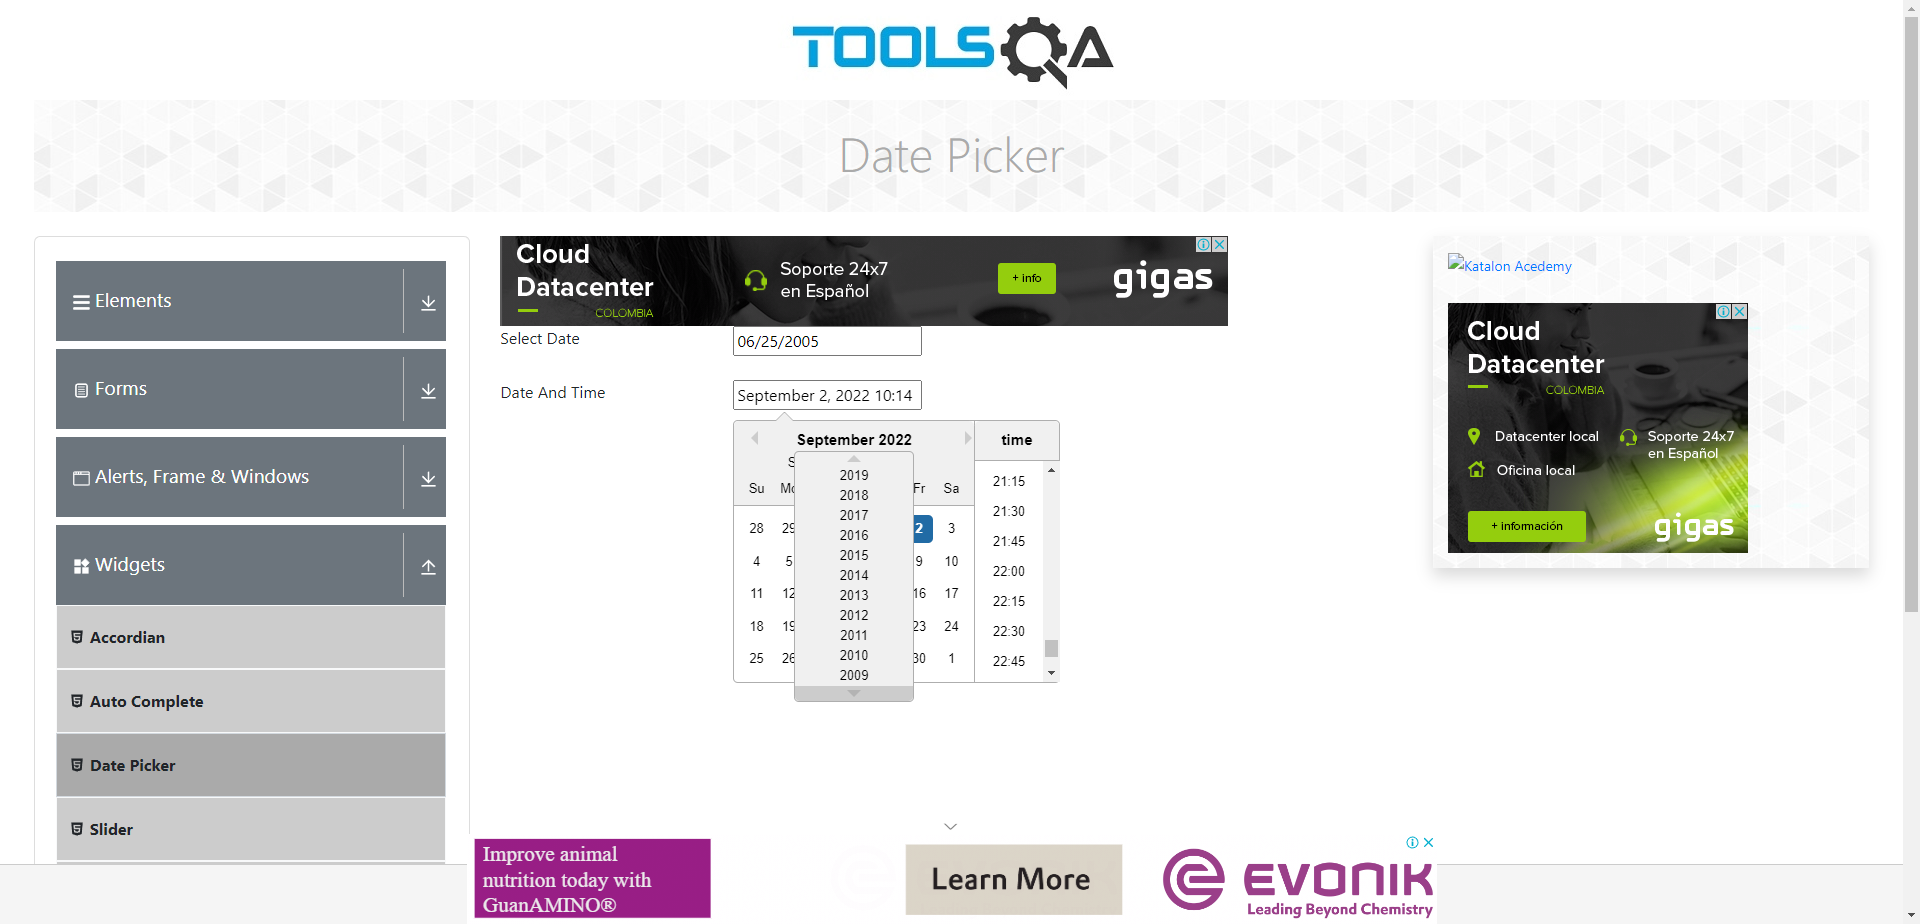 TOOLSQA
Date Picker
Elements
Forms
Alerts, Frame & Windows
Widgets
Accordian
Auto Complete
Date Picker
Slider
Cloud
Datacenter
COLOMBIA
Soporte 24x7
en Español
+ info
gigas
Select Date
06/25/2005
Date And Time
September 2, 2022 10:14
September 2022
time
S
Su Mo Fr Sa
28 29 2 3
4 5 9 10
11 12 16 17
18 19 23 24
25 26 30 1
2019
2018
2017
2016
2015
2014
2013
2012
2011
2010
2009
21:15
21:30
21:45
22:00
22:15
22:30
22:45
Katalon Acedemy
Cloud
Datacenter
COLOMBIA
Datacenter local
Soporte 24x7
en Español
Oficina local
+ información
gigas
Improve animal
nutrition today with
GuanAMINO®
Learn More
EVONIK
Leading Beyond Chemistry